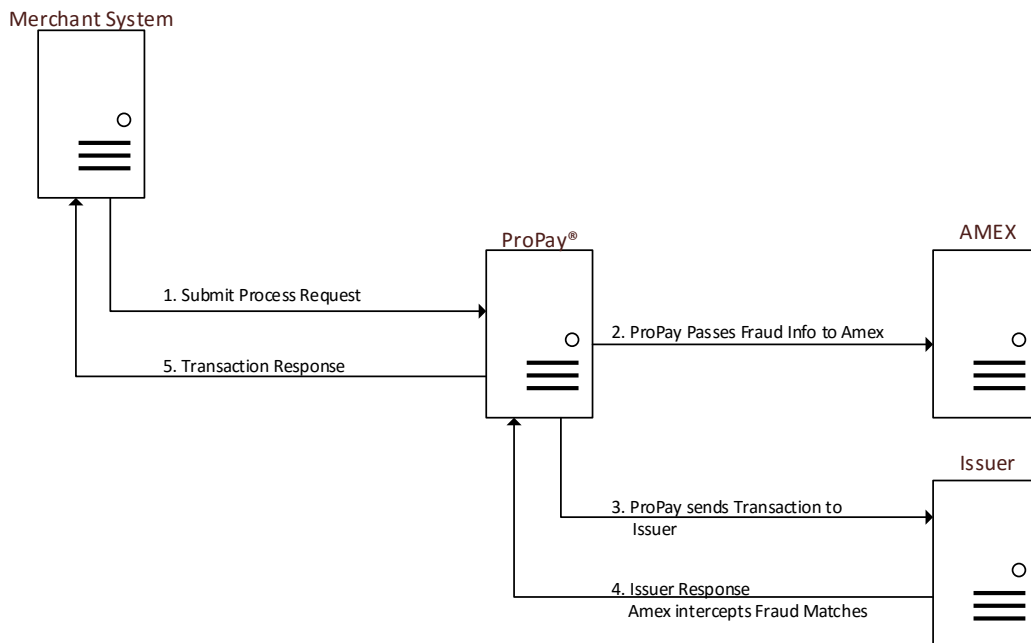 Merchant System
ProPay®
AMEX
1. Submit Process Request
2. ProPay Passes Fraud Info to Amex
5. Transaction Response
Issuer
3. ProPay sends Transaction to
Issuer
4. Issuer Response
Amex intercepts Fraud Matches